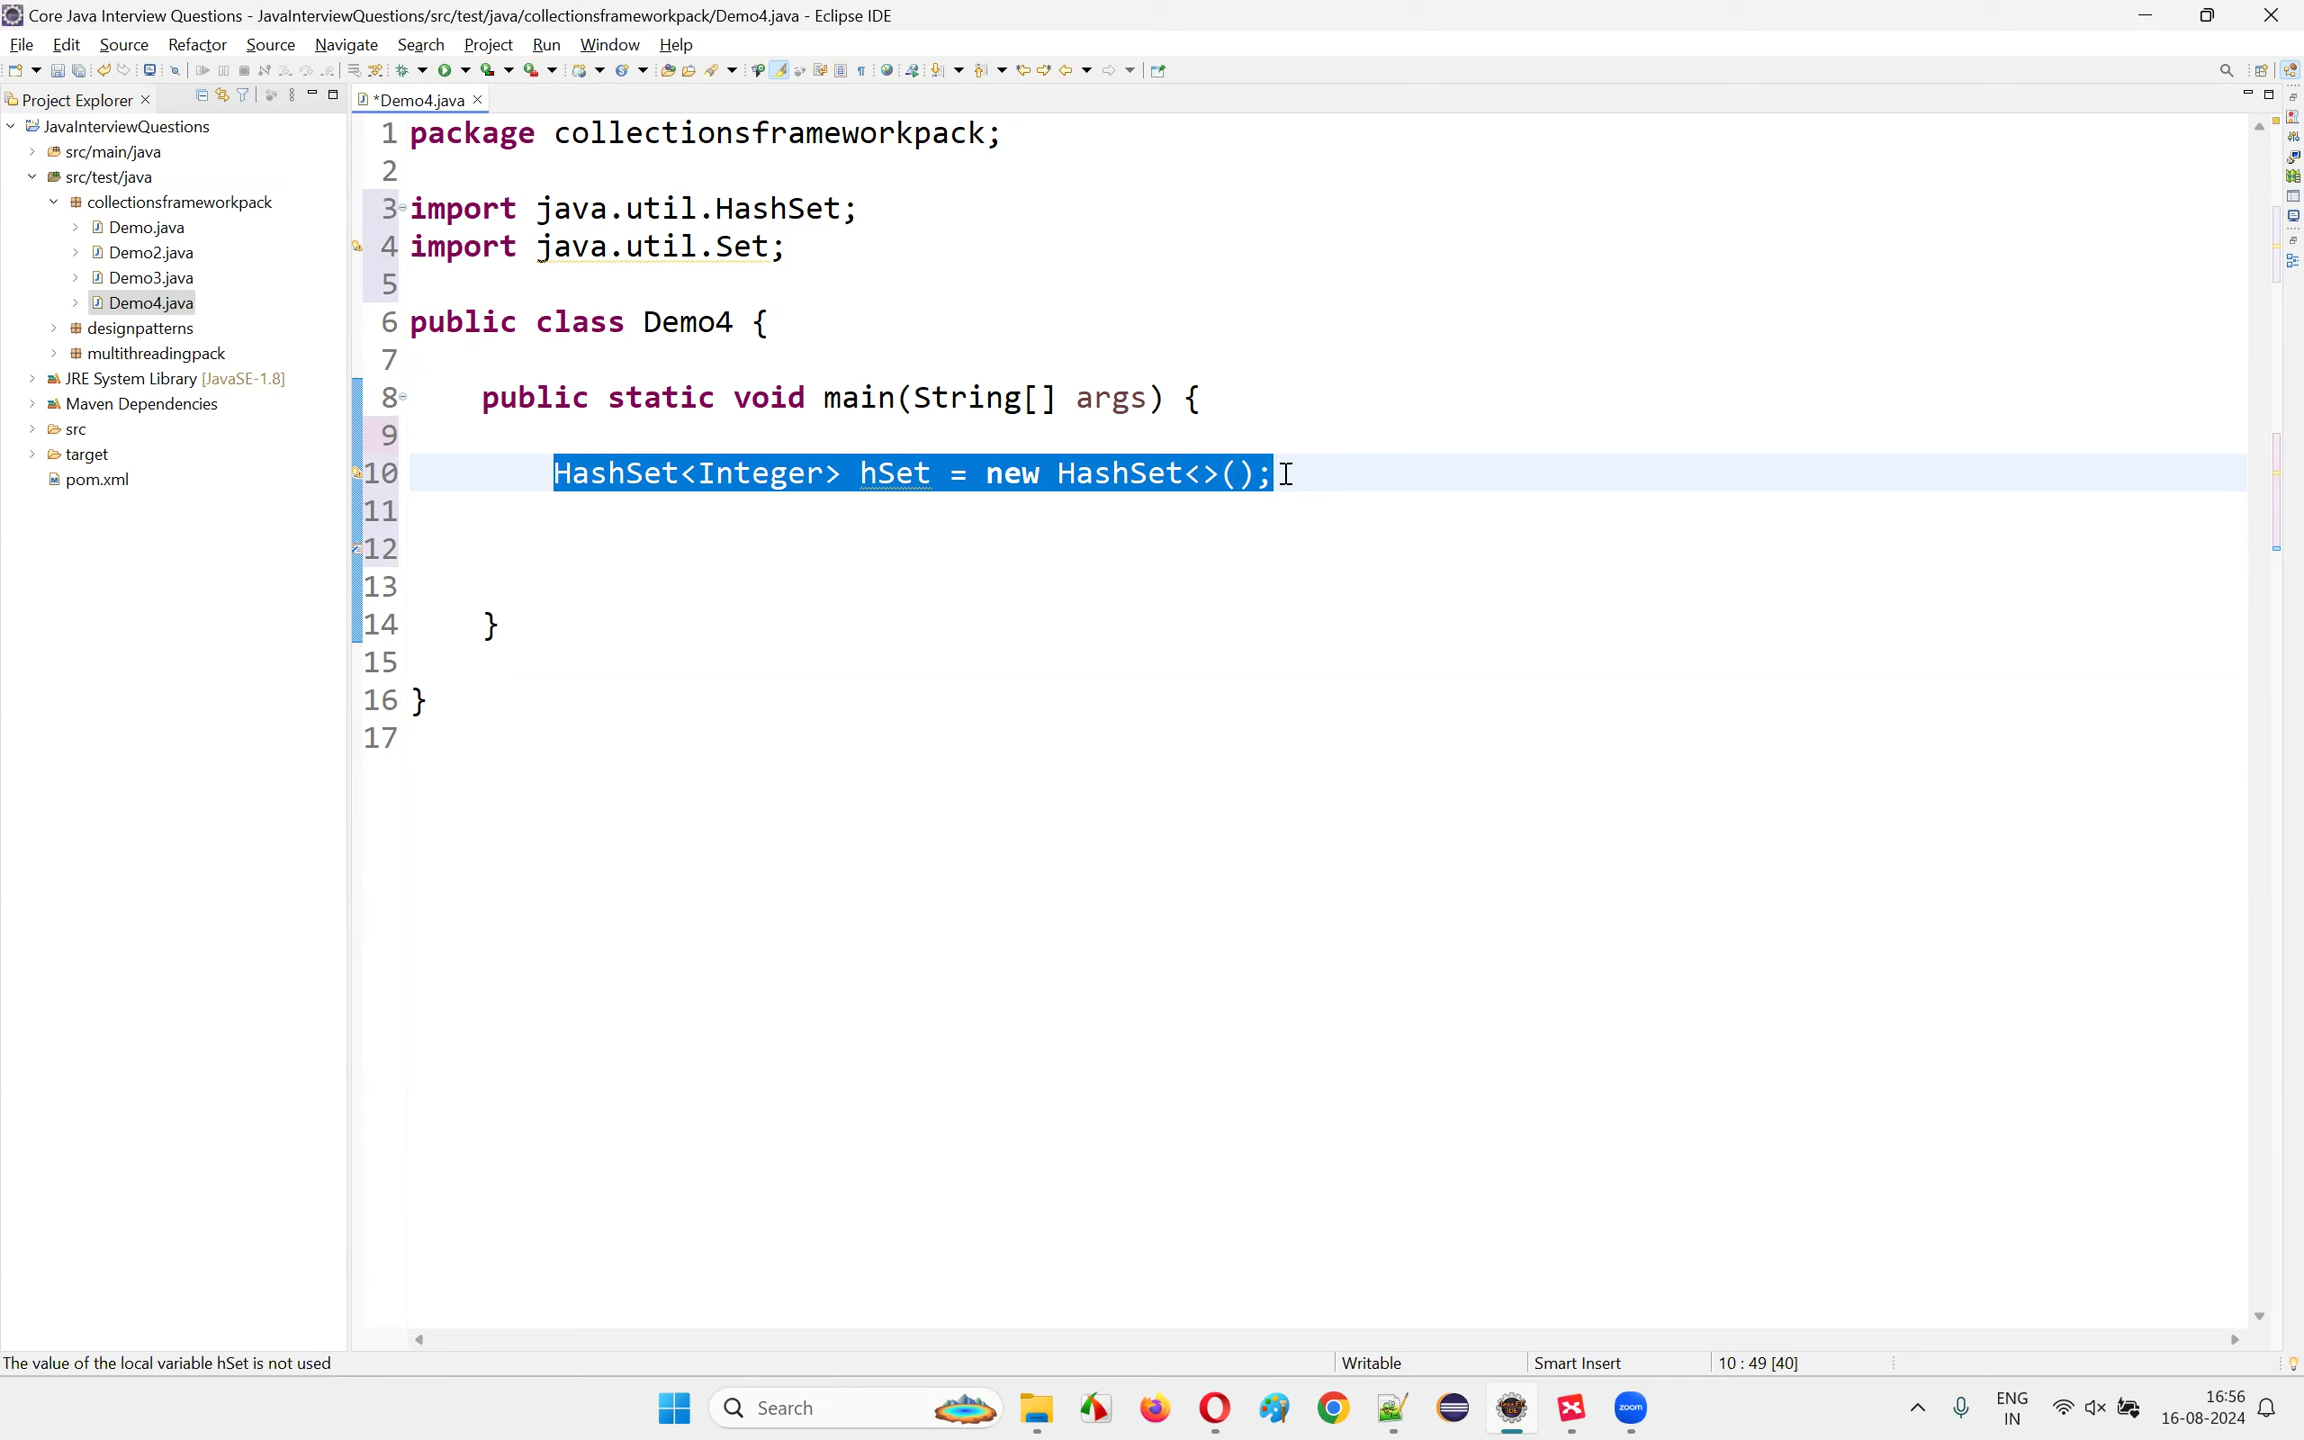 Core Java Interview Questions - JavaInterviewQuestions/src/test/java/collectionsframeworkpack/Demo4.java - Eclipse IDE
File Edit Source Refactor Source Navigate Search Project Run Window Help
Project Explorer
*Demo4.java
JavaInterviewQuestions
src/main/java
src/test/java
collectionsframeworkpack
Demo.java
Demo2.java
Demo3.java
Demo4.java
designpatterns
multithreadingpack
JRE System Library [JavaSE-1.8]
Maven Dependencies
src
target
pom.xml
1 package collectionsframeworkpack;
2
3 import java.util.HashSet;
4 import java.util.Set;
5
6 public class Demo4 {
7
8 public static void main(String[] args) {
9
10 HashSet<Integer> hSet = new HashSet<>();
11
12
13
14 }
15
16 }
17
The value of the local variable hSet is not used
Writable
Smart Insert
10 : 49 [40]
Search
zoom
ENG
IN
16:56
16-08-2024